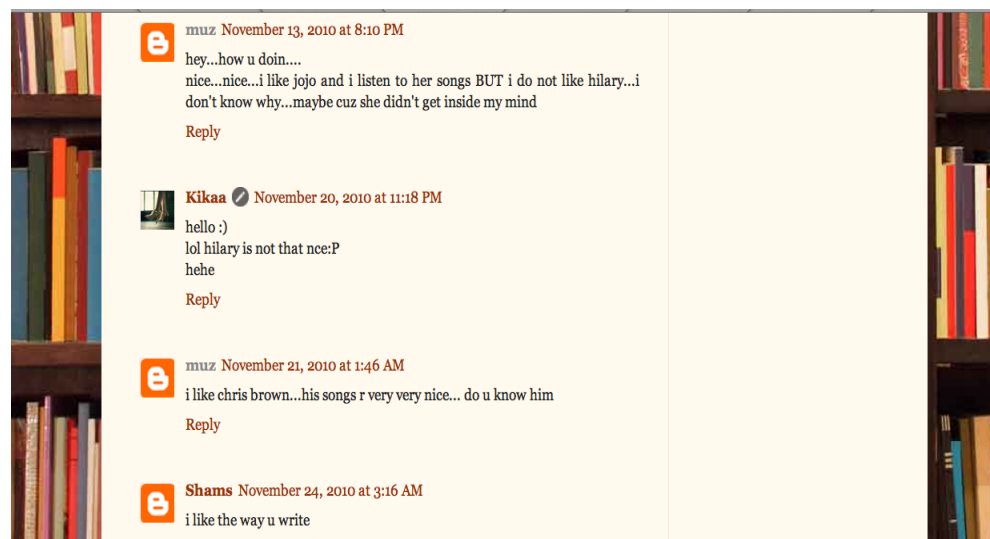 muz November 13, 2010 at 8:10 PM
hey...how u doin....
nice...nice...i like jojo and i listen to her songs BUT i do not like hilary...i
don't know why...maybe cuz she didn't get inside my mind
Reply
Kikaa November 20, 2010 at 11:18 PM
hello :)
lol hilary is not that nce:P
hehe
Reply
muz November 21, 2010 at 1:46 AM
i like chris brown...his songs r very very nice... do u know him
Reply
Shams November 24, 2010 at 3:16 AM
i like the way u write